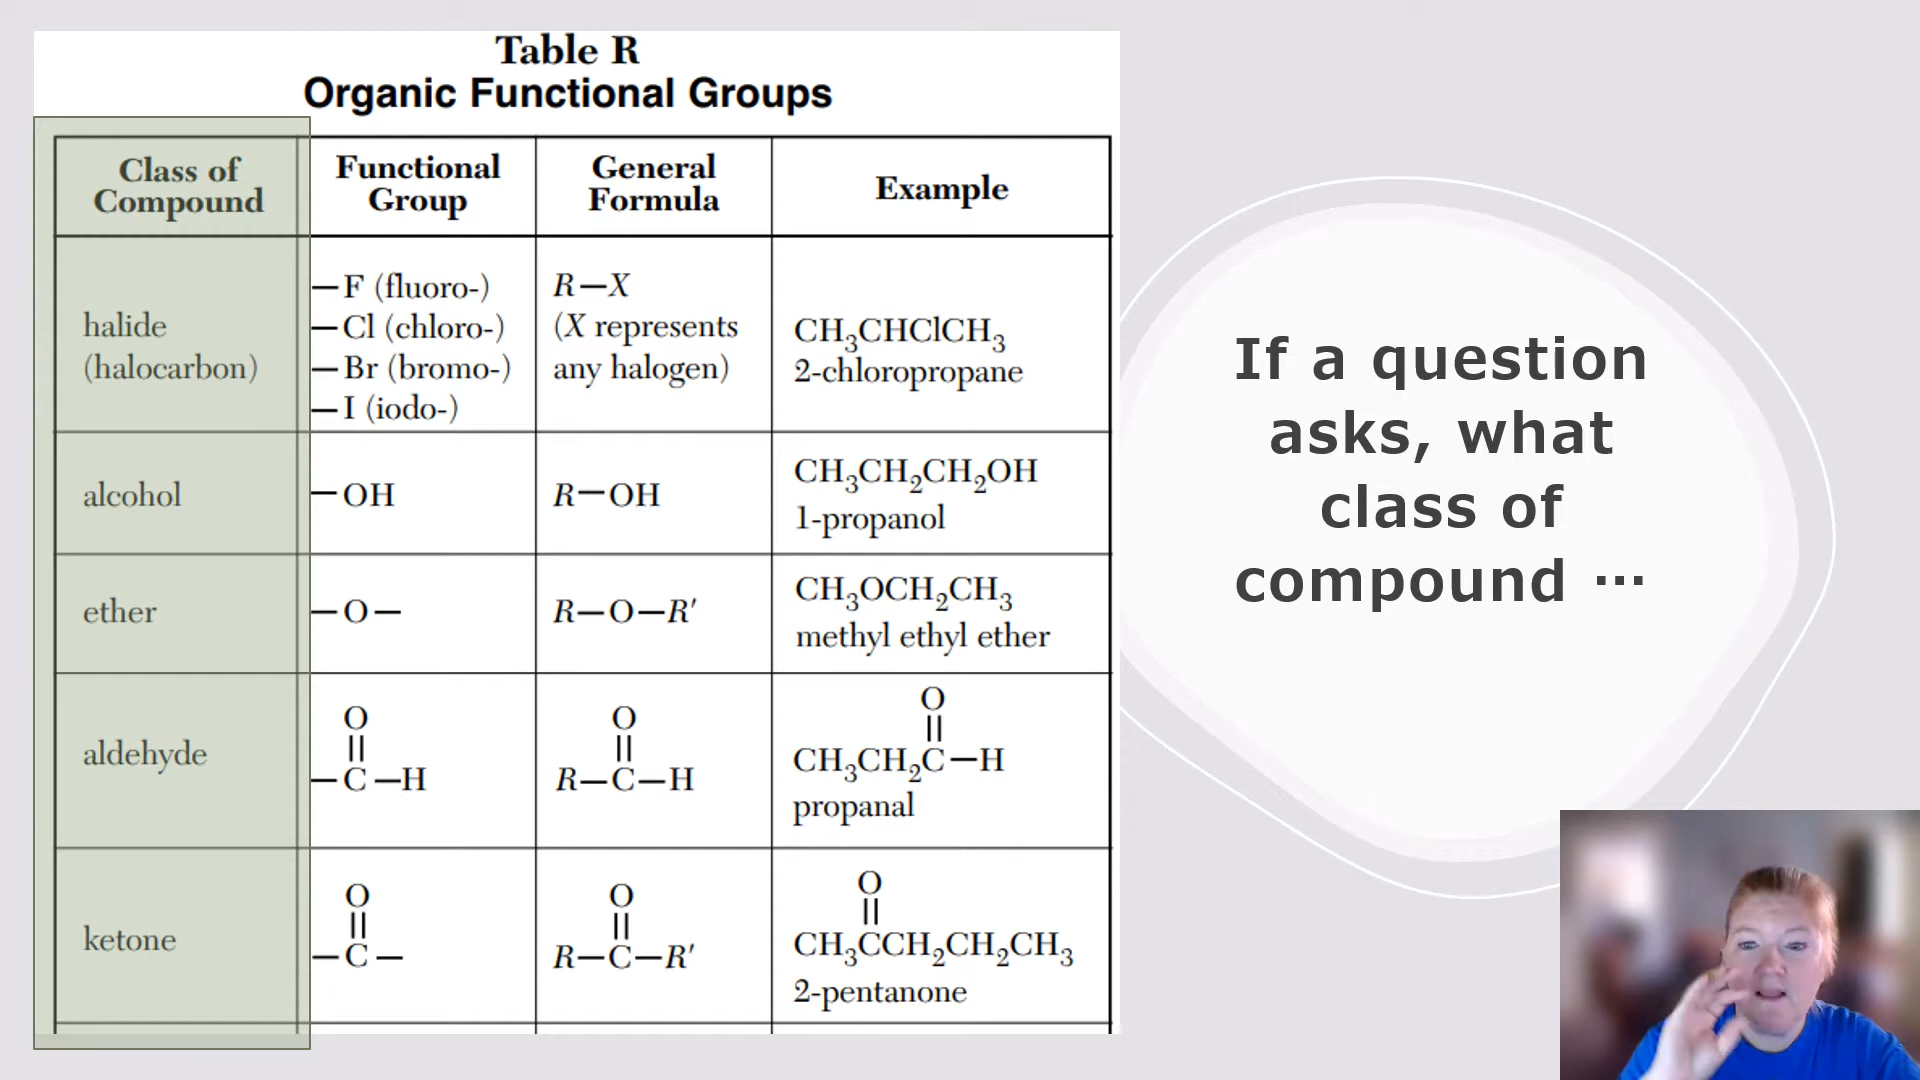 Table R
Organic Functional Groups
Class of
Compound
Functional
Group
General
Formula
Example
halide
(halocarbon)
—F (fluoro-)
—Cl (chloro-)
—Br (bromo-)
—I (iodo-)
R—X
(X represents
any halogen)
CH₃CHClCH₃
2-chloropropane
alcohol
—OH
R—OH
CH₃CH₂CH₂OH
1-propanol
ether
—O—
R—O—R′
CH₃OCH₂CH₃
methyl ethyl ether
aldehyde
O
||
—C—H
O
||
R—C—H
O
||
CH₃CH₂C—H
propanal
ketone
O
||
—C—
O
||
R—C—R′
O
||
CH₃CCH₂CH₂CH₃
2-pentanone
If a question
asks, what
class of
compound …